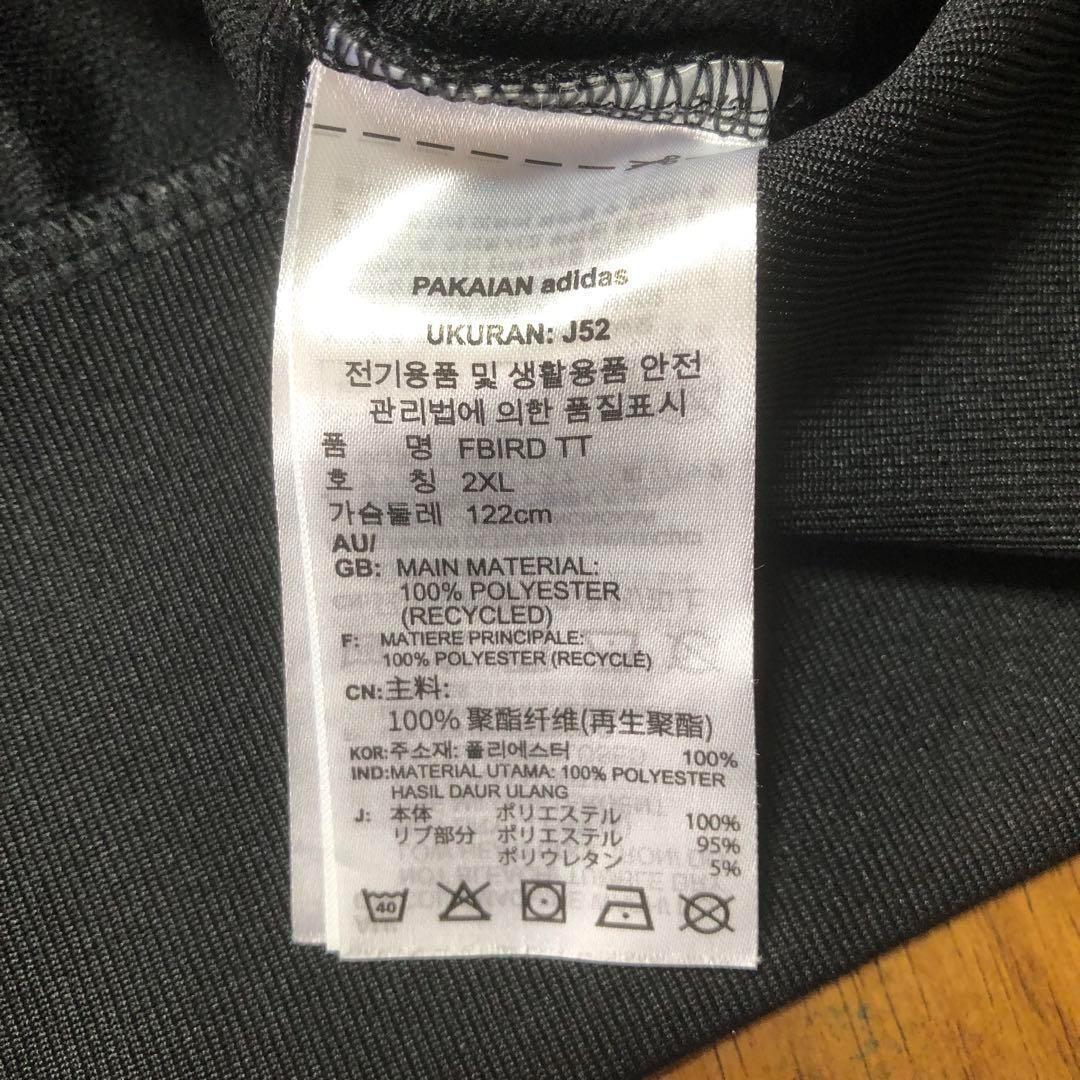 PAKAIAN adidas
UKURAN: J52
전기용품 및 생활용품 안전
관리법에 의한 품질표시
품 명 FBIRD TT
호 칭 2XL
가슴둘레 122cm
AU/
GB: MAIN MATERIAL:
100% POLYESTER
(RECYCLED)
F: MATIERE PRINCIPALE:
100% POLYESTER (RECYCLÉ)
CN:主料:
100% 聚酯纤维(再生聚酯)
KOR:주소재: 폴리에스터 100%
IND:MATERIAL UTAMA: 100% POLYESTER
HASIL DAUR ULANG
J: 本体 ポリエステル 100%
リブ部分 ポリエステル 95%
ポリウレタン 5%
40